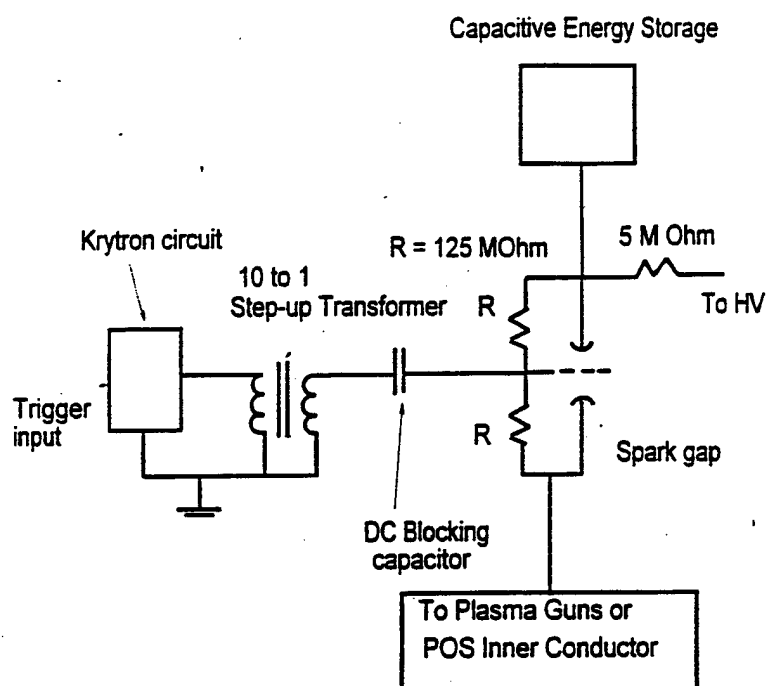 Capacitive Energy Storage
Krytron circuit
R = 125 MOhm
5 M Ohm
10 to 1
Step-up Transformer
R
To HV
Trigger
input
R
Spark gap
DC Blocking
capacitor
To Plasma Guns or
POS Inner Conductor